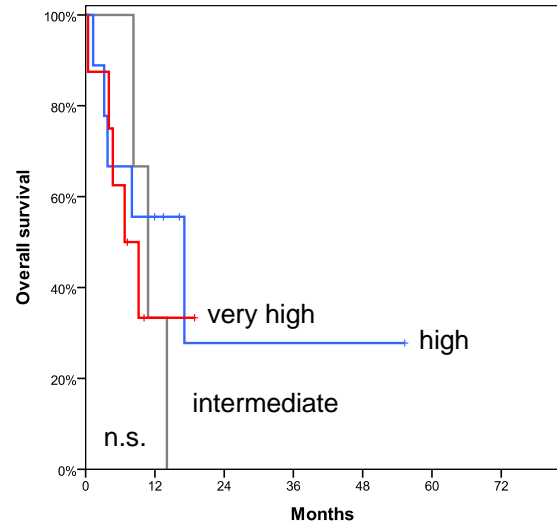 100%
80%
60%
40%
20%
0%
Overall survival
very high
high
intermediate
n.s.
0 12 24 36 48 60 72
Months